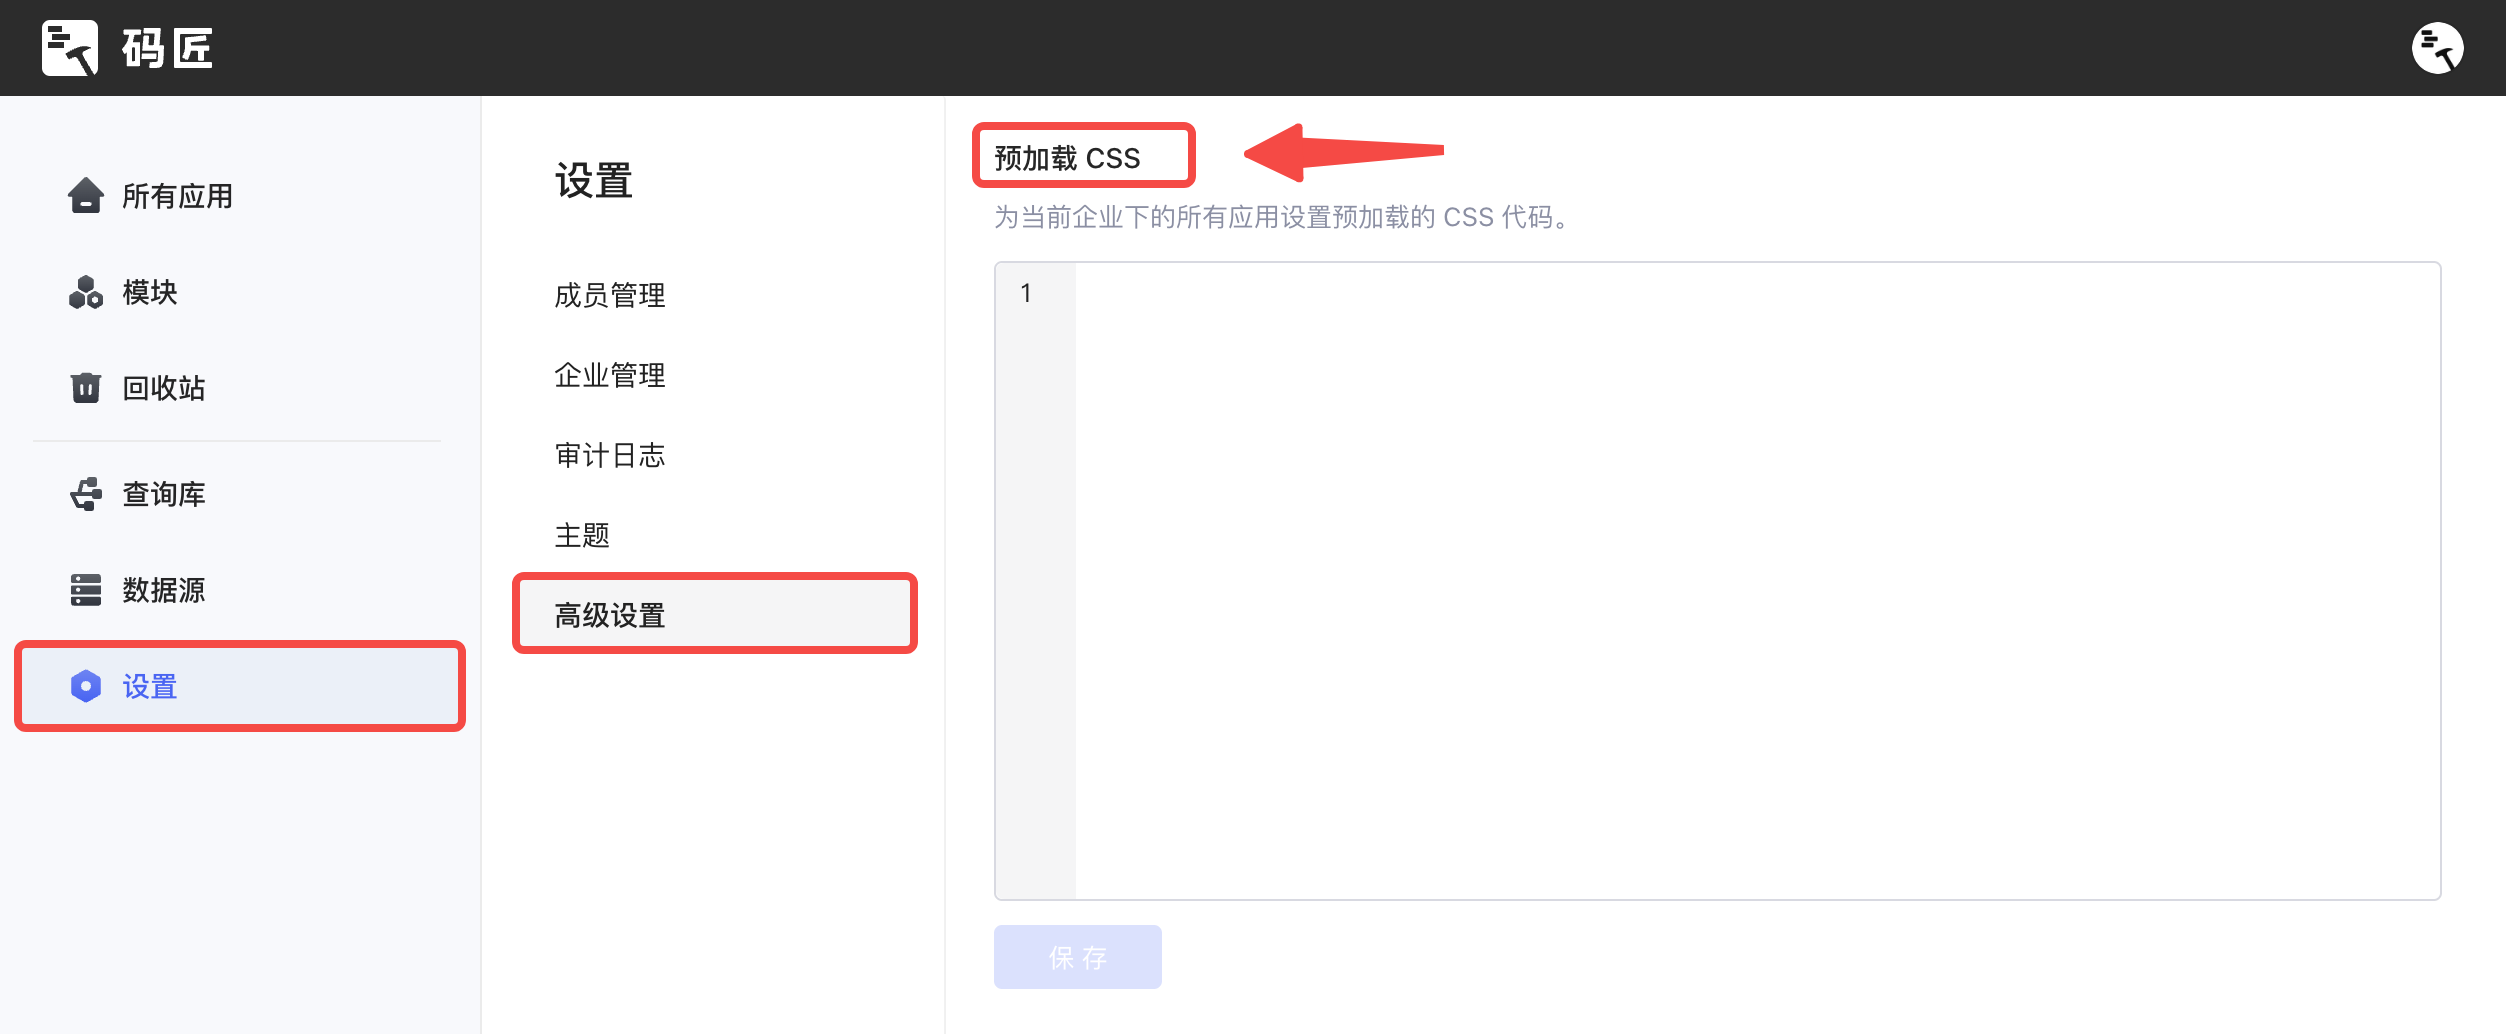 码匠
所有应用
模块
回收站
查询库
数据源
设置
设置
成员管理
企业管理
审计日志
主题
高级设置
预加载 CSS
为当前企业下的所有应用设置预加载的 CSS 代码。
1
保存